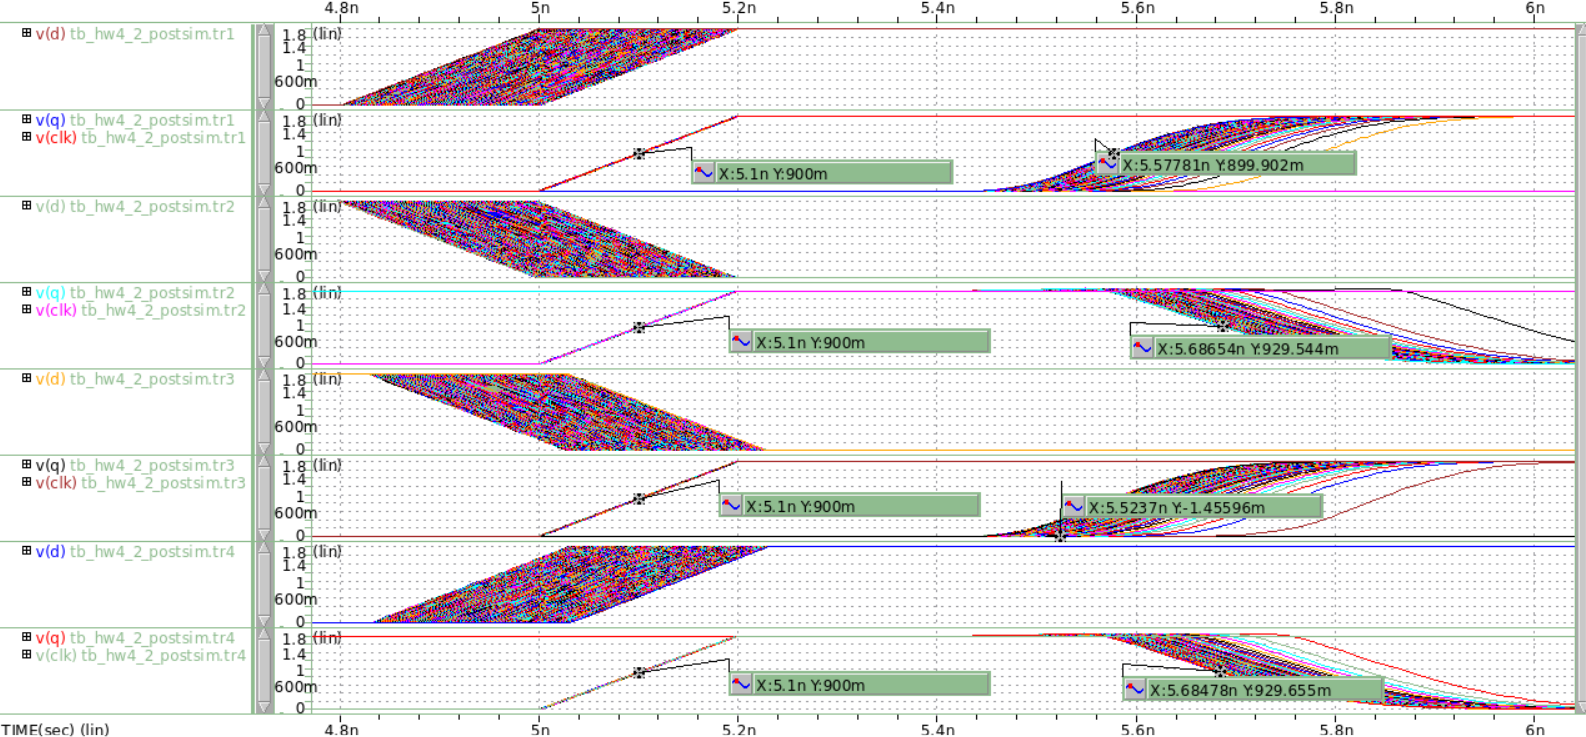 4.8n 5n 5.2n 5.4n 5.6n 5.8n 6n
v(d) tb_hw4_2_postsim.tr1
1.8 (lin)
1.4
1
600m
0
v(q) tb_hw4_2_postsim.tr1
v(clk) tb_hw4_2_postsim.tr1
1.8 (lin)
1.4
600m
0
X:5.1n Y:900m
X:5.57781n Y:899.902m
v(d) tb_hw4_2_postsim.tr2
1.8 (lin)
1.4
1
600m
0
v(q) tb_hw4_2_postsim.tr2
v(clk) tb_hw4_2_postsim.tr2
1.8 (lin)
1.4
1
600m
0
X:5.1n Y:900m
X:5.68654n Y:929.544m
v(d) tb_hw4_2_postsim.tr3
1.8 (lin)
1.4
1
600m
0
v(q) tb_hw4_2_postsim.tr3
v(clk) tb_hw4_2_postsim.tr3
1.8 (lin)
1.4
1
600m
0
X:5.1n Y:900m
X:5.5237n Y:-1.45596m
v(d) tb_hw4_2_postsim.tr4
1.8 (lin)
1.4
1
600m
0
v(q) tb_hw4_2_postsim.tr4
v(clk) tb_hw4_2_postsim.tr4
1.8 (lin)
1.4
1
600m
0
X:5.1n Y:900m
X:5.68478n Y:929.655m
TIME(sec) (lin)
4.8n 5n 5.2n 5.4n 5.6n 5.8n 6n